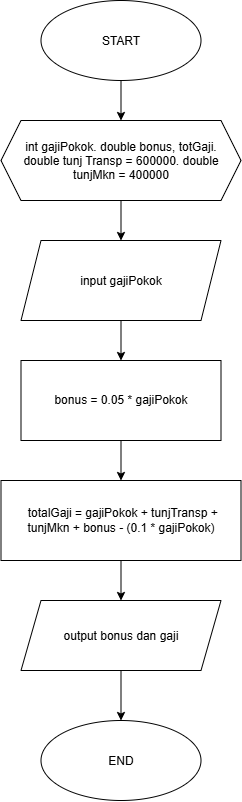 START
int gajiPokok. double bonus, totGaji.
double tunj Transp = 600000. double
tunjMkn = 400000
input gajiPokok
bonus = 0.05 * gajiPokok
totalGaji = gajiPokok + tunjTransp +
tunjMkn + bonus - (0.1 * gajiPokok)
output bonus dan gaji
END